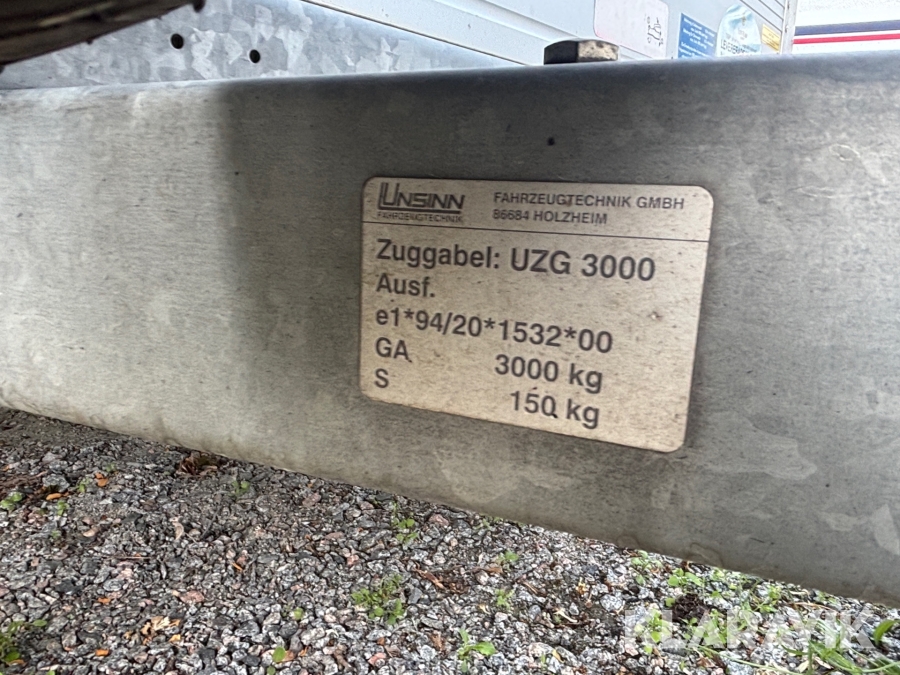 UNSINN
FAHRZEUGTECHNIK
FAHRZEUGTECHNIK GMBH
86684 HOLZHEIM
Zuggabel: UZG 3000
Ausf.
e1*94/20*1532*00
GA 3000 kg
S 150 kg
KLARAVIK